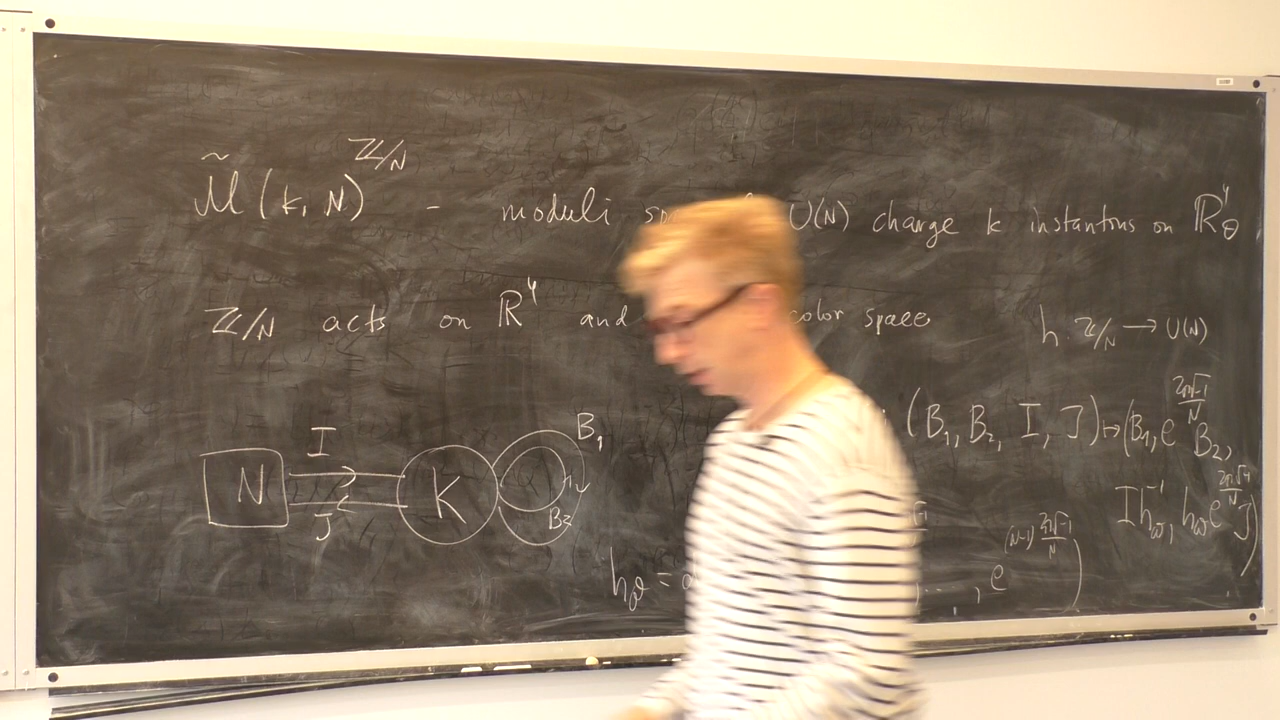 M̃(k,N)^{ℤ/N} - moduli U(N) charge k instantons on ℝ⁴_θ
ℤ/N acts on ℝ⁴ and color space h: ℤ/N → U(N)
N I J K B₁ B₂
(B₁, B₂, I, J) ↦ (B₁, e^{2π√-1/N} B₂,
I h_ω^{-1}, h_ω e^{2π√-1/N} J)
h_ω = ..., e^{(N-1) 2π√-1/N})